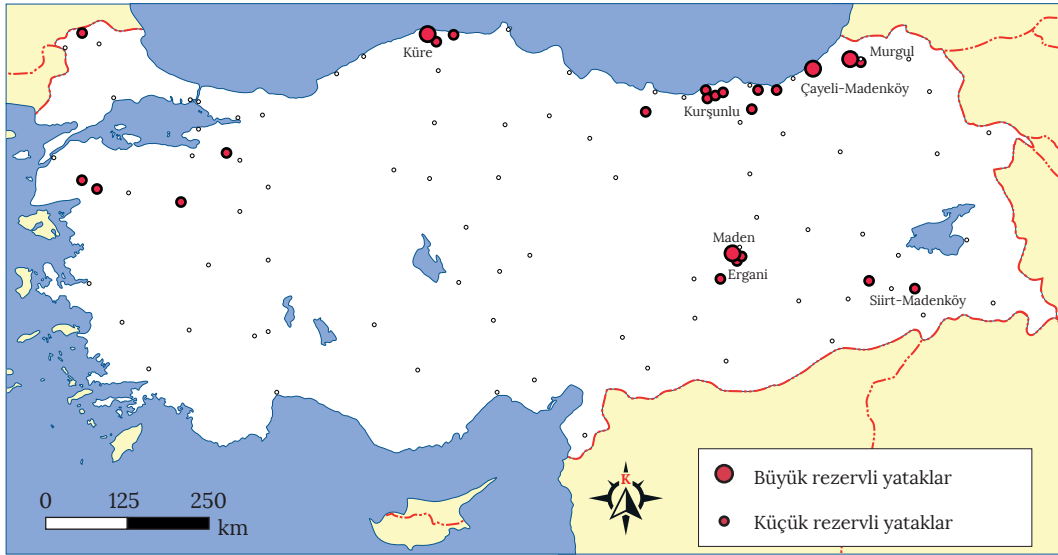 Küre
Murgul
Çayeli-Madenköy
Kurşunlu
Maden
Ergani
Siirt-Madenköy
K
0 125 250
km
Büyük rezervli yataklar
Küçük rezervli yataklar